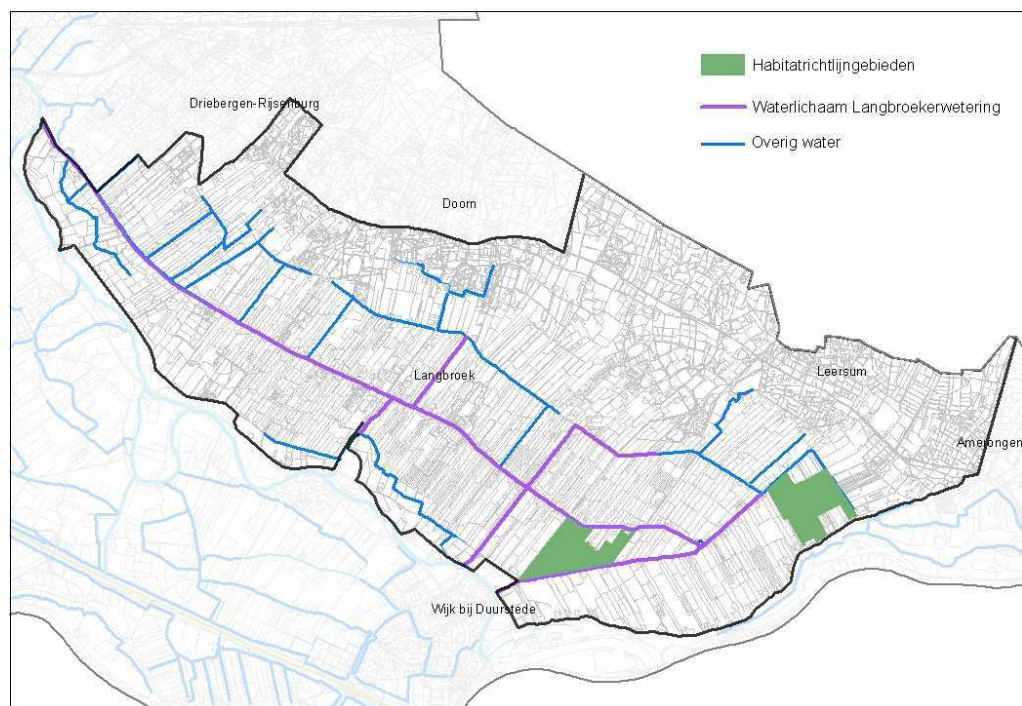 Habitatrichtlijngebieden
Waterlichaam Langbroekerwetering
Overig water
Driebergen-Rijsenburg
Doorn
Langbroek
Leersum
Amerongen
Wijk bij Duurstede